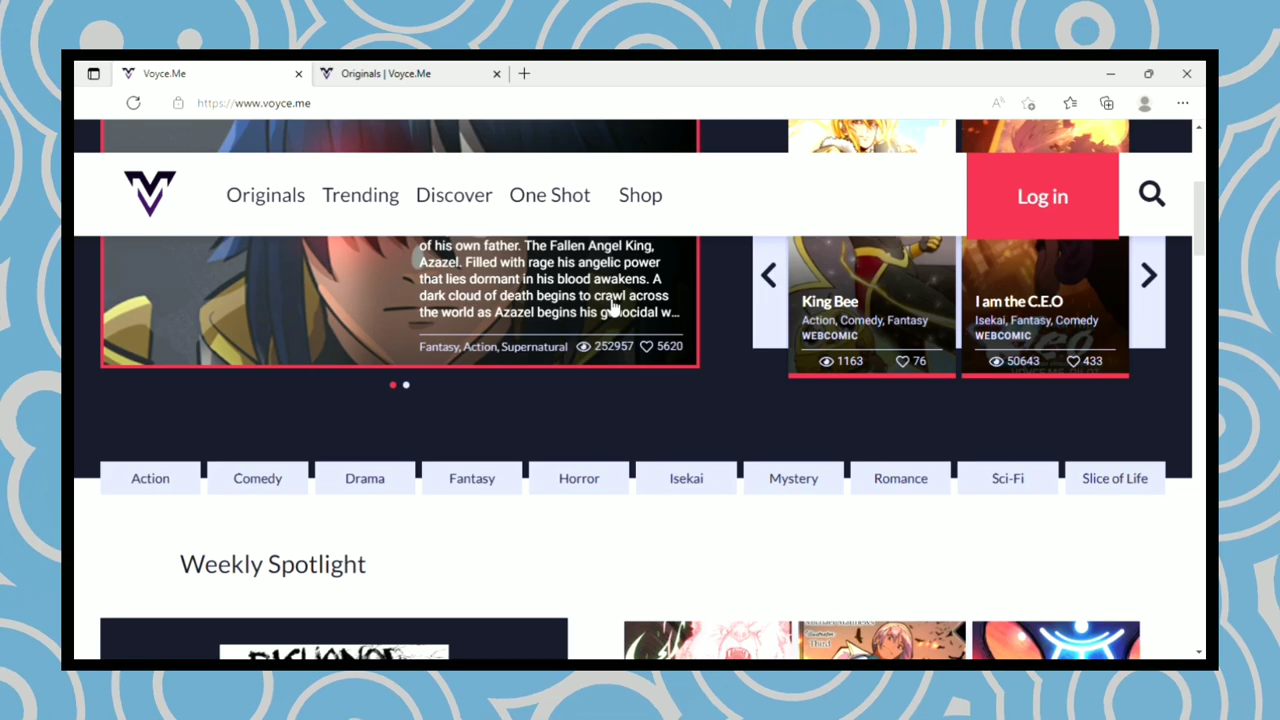 Voyce.Me
Originals | Voyce.Me
https://www.voyce.me
Originals Trending Discover One Shot Shop
Log in
of his own father. The Fallen Angel King,
Azazel. Filled with rage his angelic power
that lies dormant in his blood awakens. A
dark cloud of death begins to crawl across
the world as Azazel begins his genocidal w...
Fantasy, Action, Supernatural 252957 5620
King Bee
Action, Comedy, Fantasy
WEBCOMIC
1163 76
I am the C.E.O
Isekai, Fantasy, Comedy
WEBCOMIC
50643 433
Action Comedy Drama Fantasy Horror Isekai Mystery Romance Sci-Fi Slice of Life
Weekly Spotlight
Third